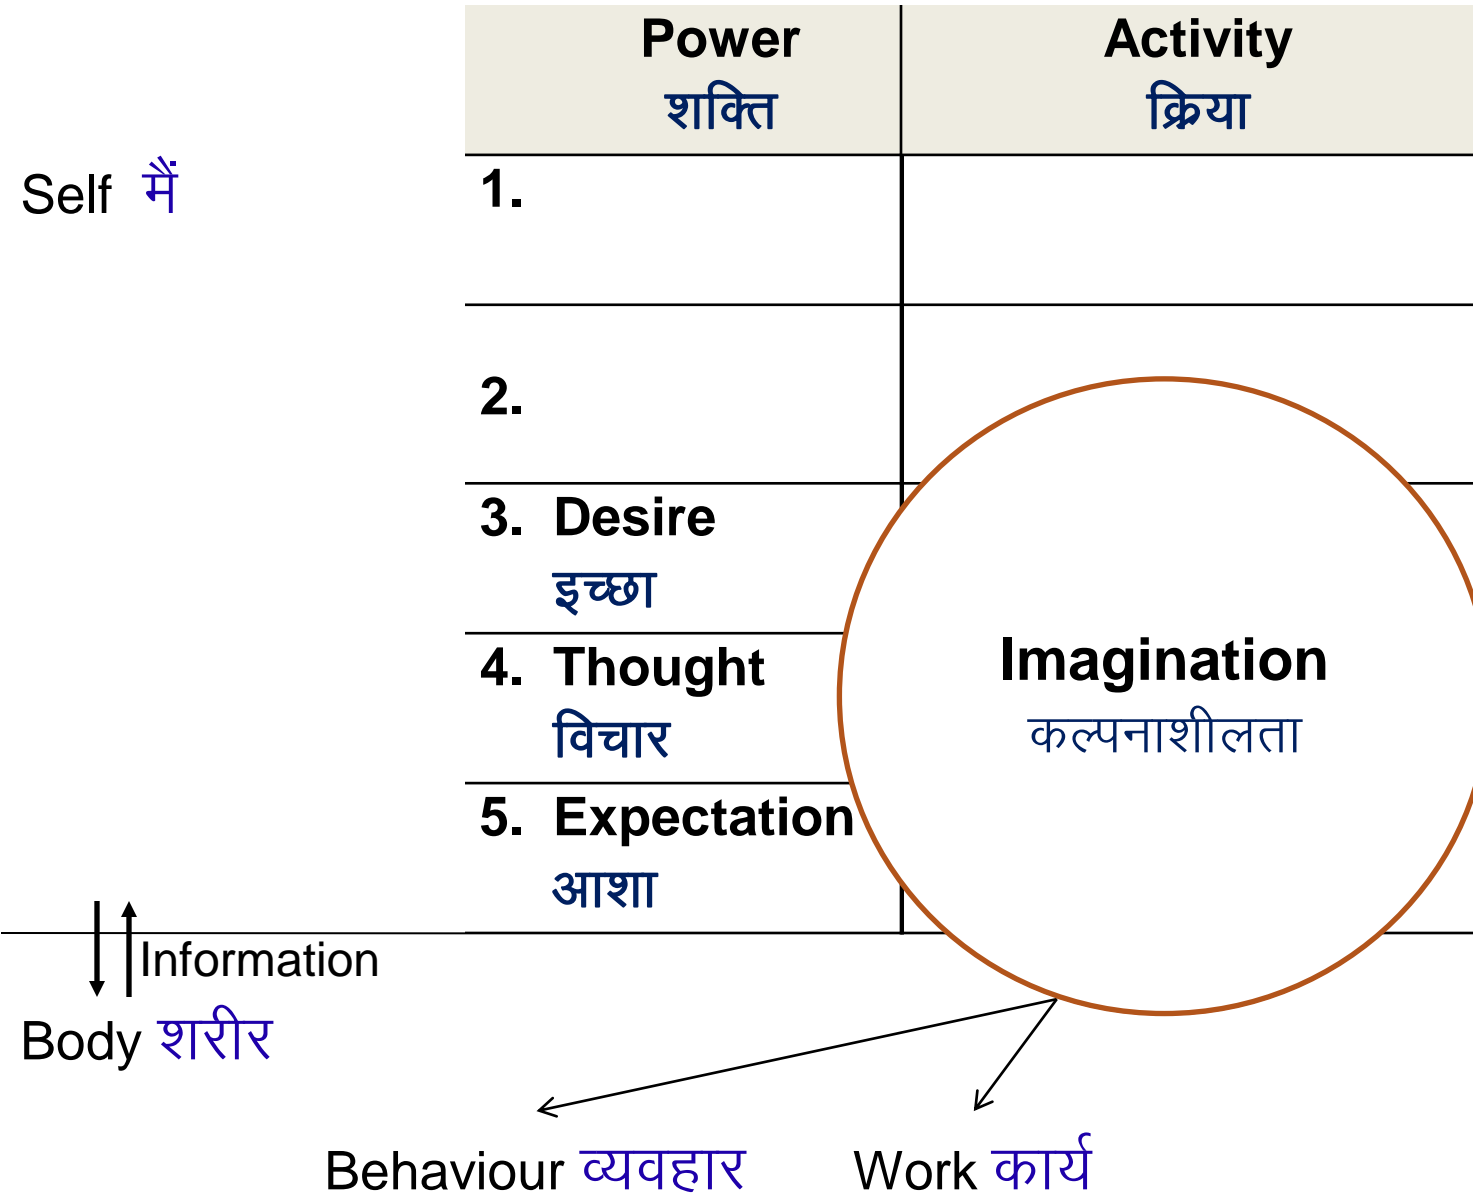 Power Activity
शक्ति क्रिया
Self मैं
1.
2.
3. Desire
इच्छा
4. Thought
विचार
Imagination
कल्पनाशीलता
5. Expectation
आशा
Information
Body शरीर
Behaviour व्यवहार Work कार्य